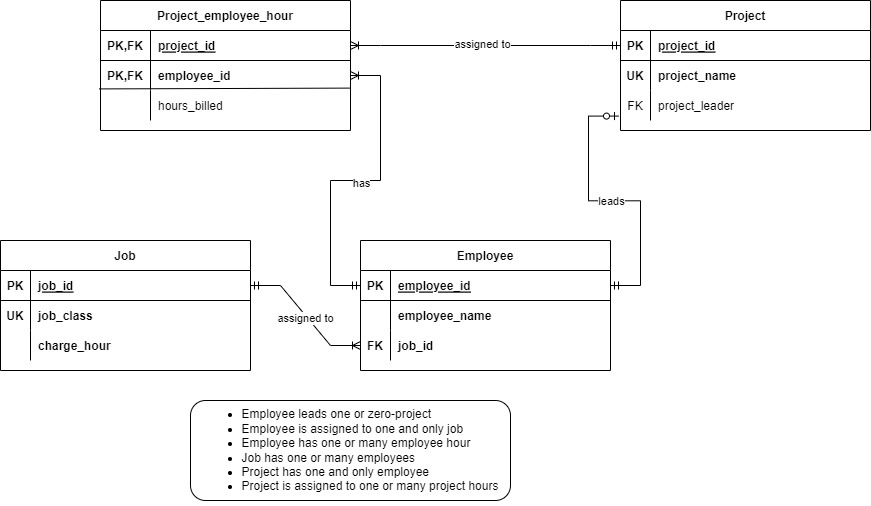 Project_employee_hour
PK,FK project_id
PK,FK employee_id
hours_billed
assigned to
Project
PK project_id
UK project_name
FK project_leader
has
leads
Job
PK job_id
UK job_class
charge_hour
assigned to
Employee
PK employee_id
employee_name
FK job_id
• Employee leads one or zero-project
• Employee is assigned to one and only job
• Employee has one or many employee hour
• Job has one or many employees
• Project has one and only employee
• Project is assigned to one or many project hours